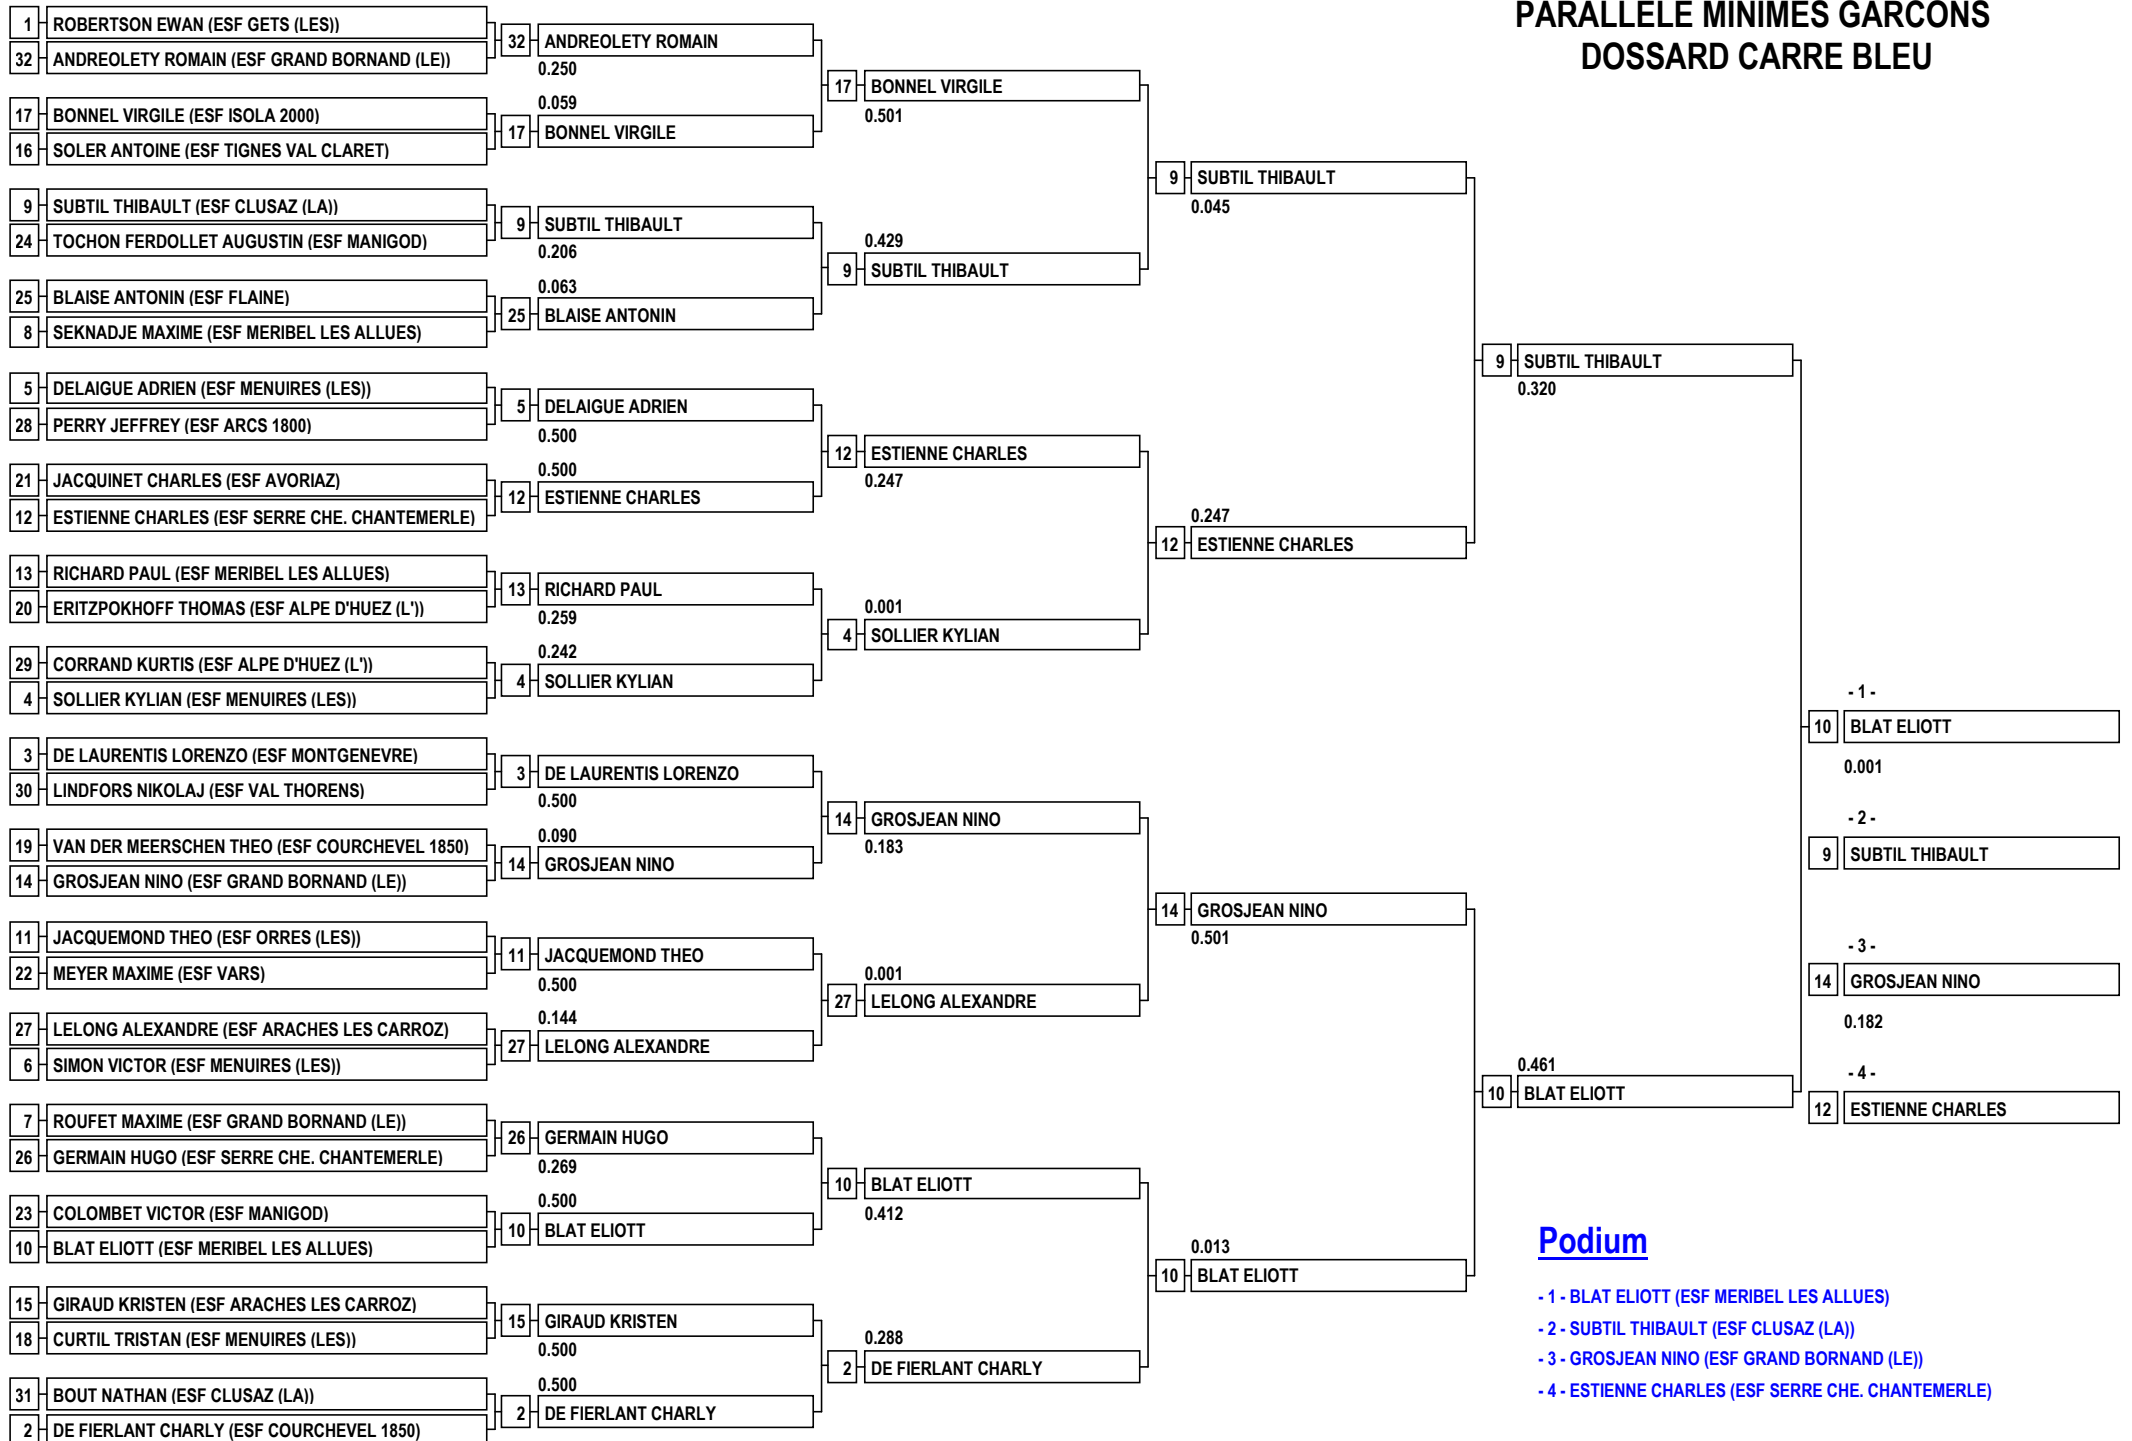 PARALLELE MINIMES GARCONS
DOSSARD CARRE BLEU
1 ROBERTSON EWAN (ESF GETS (LES))
32 ANDREOLETY ROMAIN (ESF GRAND BORNAND (LE))
17 BONNEL VIRGILE (ESF ISOLA 2000)
16 SOLER ANTOINE (ESF TIGNES VAL CLARET)
9 SUBTIL THIBAULT (ESF CLUSAZ (LA))
24 TOCHON FERDOLLET AUGUSTIN (ESF MANIGOD)
25 BLAISE ANTONIN (ESF FLAINE)
8 SEKNADJE MAXIME (ESF MERIBEL LES ALLUES)
5 DELAIGUE ADRIEN (ESF MENUIRES (LES))
28 PERRY JEFFREY (ESF ARCS 1800)
21 JACQUINET CHARLES (ESF AVORIAZ)
12 ESTIENNE CHARLES (ESF SERRE CHE. CHANTEMERLE)
13 RICHARD PAUL (ESF MERIBEL LES ALLUES)
20 ERITZPOKHOFF THOMAS (ESF ALPE D'HUEZ (L'))
29 CORRAND KURTIS (ESF ALPE D'HUEZ (L'))
4 SOLLIER KYLIAN (ESF MENUIRES (LES))
3 DE LAURENTIS LORENZO (ESF MONTGENEVRE)
30 LINDFORS NIKOLAJ (ESF VAL THORENS)
19 VAN DER MEERSCHEN THEO (ESF COURCHEVEL 1850)
14 GROSJEAN NINO (ESF GRAND BORNAND (LE))
11 JACQUEMOND THEO (ESF ORRES (LES))
22 MEYER MAXIME (ESF VARS)
27 LELONG ALEXANDRE (ESF ARACHES LES CARROZ)
6 SIMON VICTOR (ESF MENUIRES (LES))
7 ROUFET MAXIME (ESF GRAND BORNAND (LE))
26 GERMAIN HUGO (ESF SERRE CHE. CHANTEMERLE)
23 COLOMBET VICTOR (ESF MANIGOD)
10 BLAT ELIOTT (ESF MERIBEL LES ALLUES)
15 GIRAUD KRISTEN (ESF ARACHES LES CARROZ)
18 CURTIL TRISTAN (ESF MENUIRES (LES))
31 BOUT NATHAN (ESF CLUSAZ (LA))
2 DE FIERLANT CHARLY (ESF COURCHEVEL 1850)
32 ANDREOLETY ROMAIN
0.250
0.059
17 BONNEL VIRGILE
9 SUBTIL THIBAULT
0.206
0.063
25 BLAISE ANTONIN
5 DELAIGUE ADRIEN
0.500
0.500
12 ESTIENNE CHARLES
13 RICHARD PAUL
0.259
0.242
4 SOLLIER KYLIAN
3 DE LAURENTIS LORENZO
0.500
0.090
14 GROSJEAN NINO
11 JACQUEMOND THEO
0.500
0.144
27 LELONG ALEXANDRE
26 GERMAIN HUGO
0.269
0.500
10 BLAT ELIOTT
15 GIRAUD KRISTEN
0.500
0.500
2 DE FIERLANT CHARLY
17 BONNEL VIRGILE
0.501
0.429
9 SUBTIL THIBAULT
12 ESTIENNE CHARLES
0.247
0.001
4 SOLLIER KYLIAN
14 GROSJEAN NINO
0.183
0.001
27 LELONG ALEXANDRE
10 BLAT ELIOTT
0.412
0.288
2 DE FIERLANT CHARLY
9 SUBTIL THIBAULT
0.045
0.247
12 ESTIENNE CHARLES
14 GROSJEAN NINO
0.501
0.013
10 BLAT ELIOTT
9 SUBTIL THIBAULT
0.320
0.461
10 BLAT ELIOTT
- 1 -
10 BLAT ELIOTT
0.001
- 2 -
9 SUBTIL THIBAULT
- 3 -
14 GROSJEAN NINO
0.182
- 4 -
12 ESTIENNE CHARLES
Podium
- 1 - BLAT ELIOTT (ESF MERIBEL LES ALLUES)
- 2 - SUBTIL THIBAULT (ESF CLUSAZ (LA))
- 3 - GROSJEAN NINO (ESF GRAND BORNAND (LE))
- 4 - ESTIENNE CHARLES (ESF SERRE CHE. CHANTEMERLE)